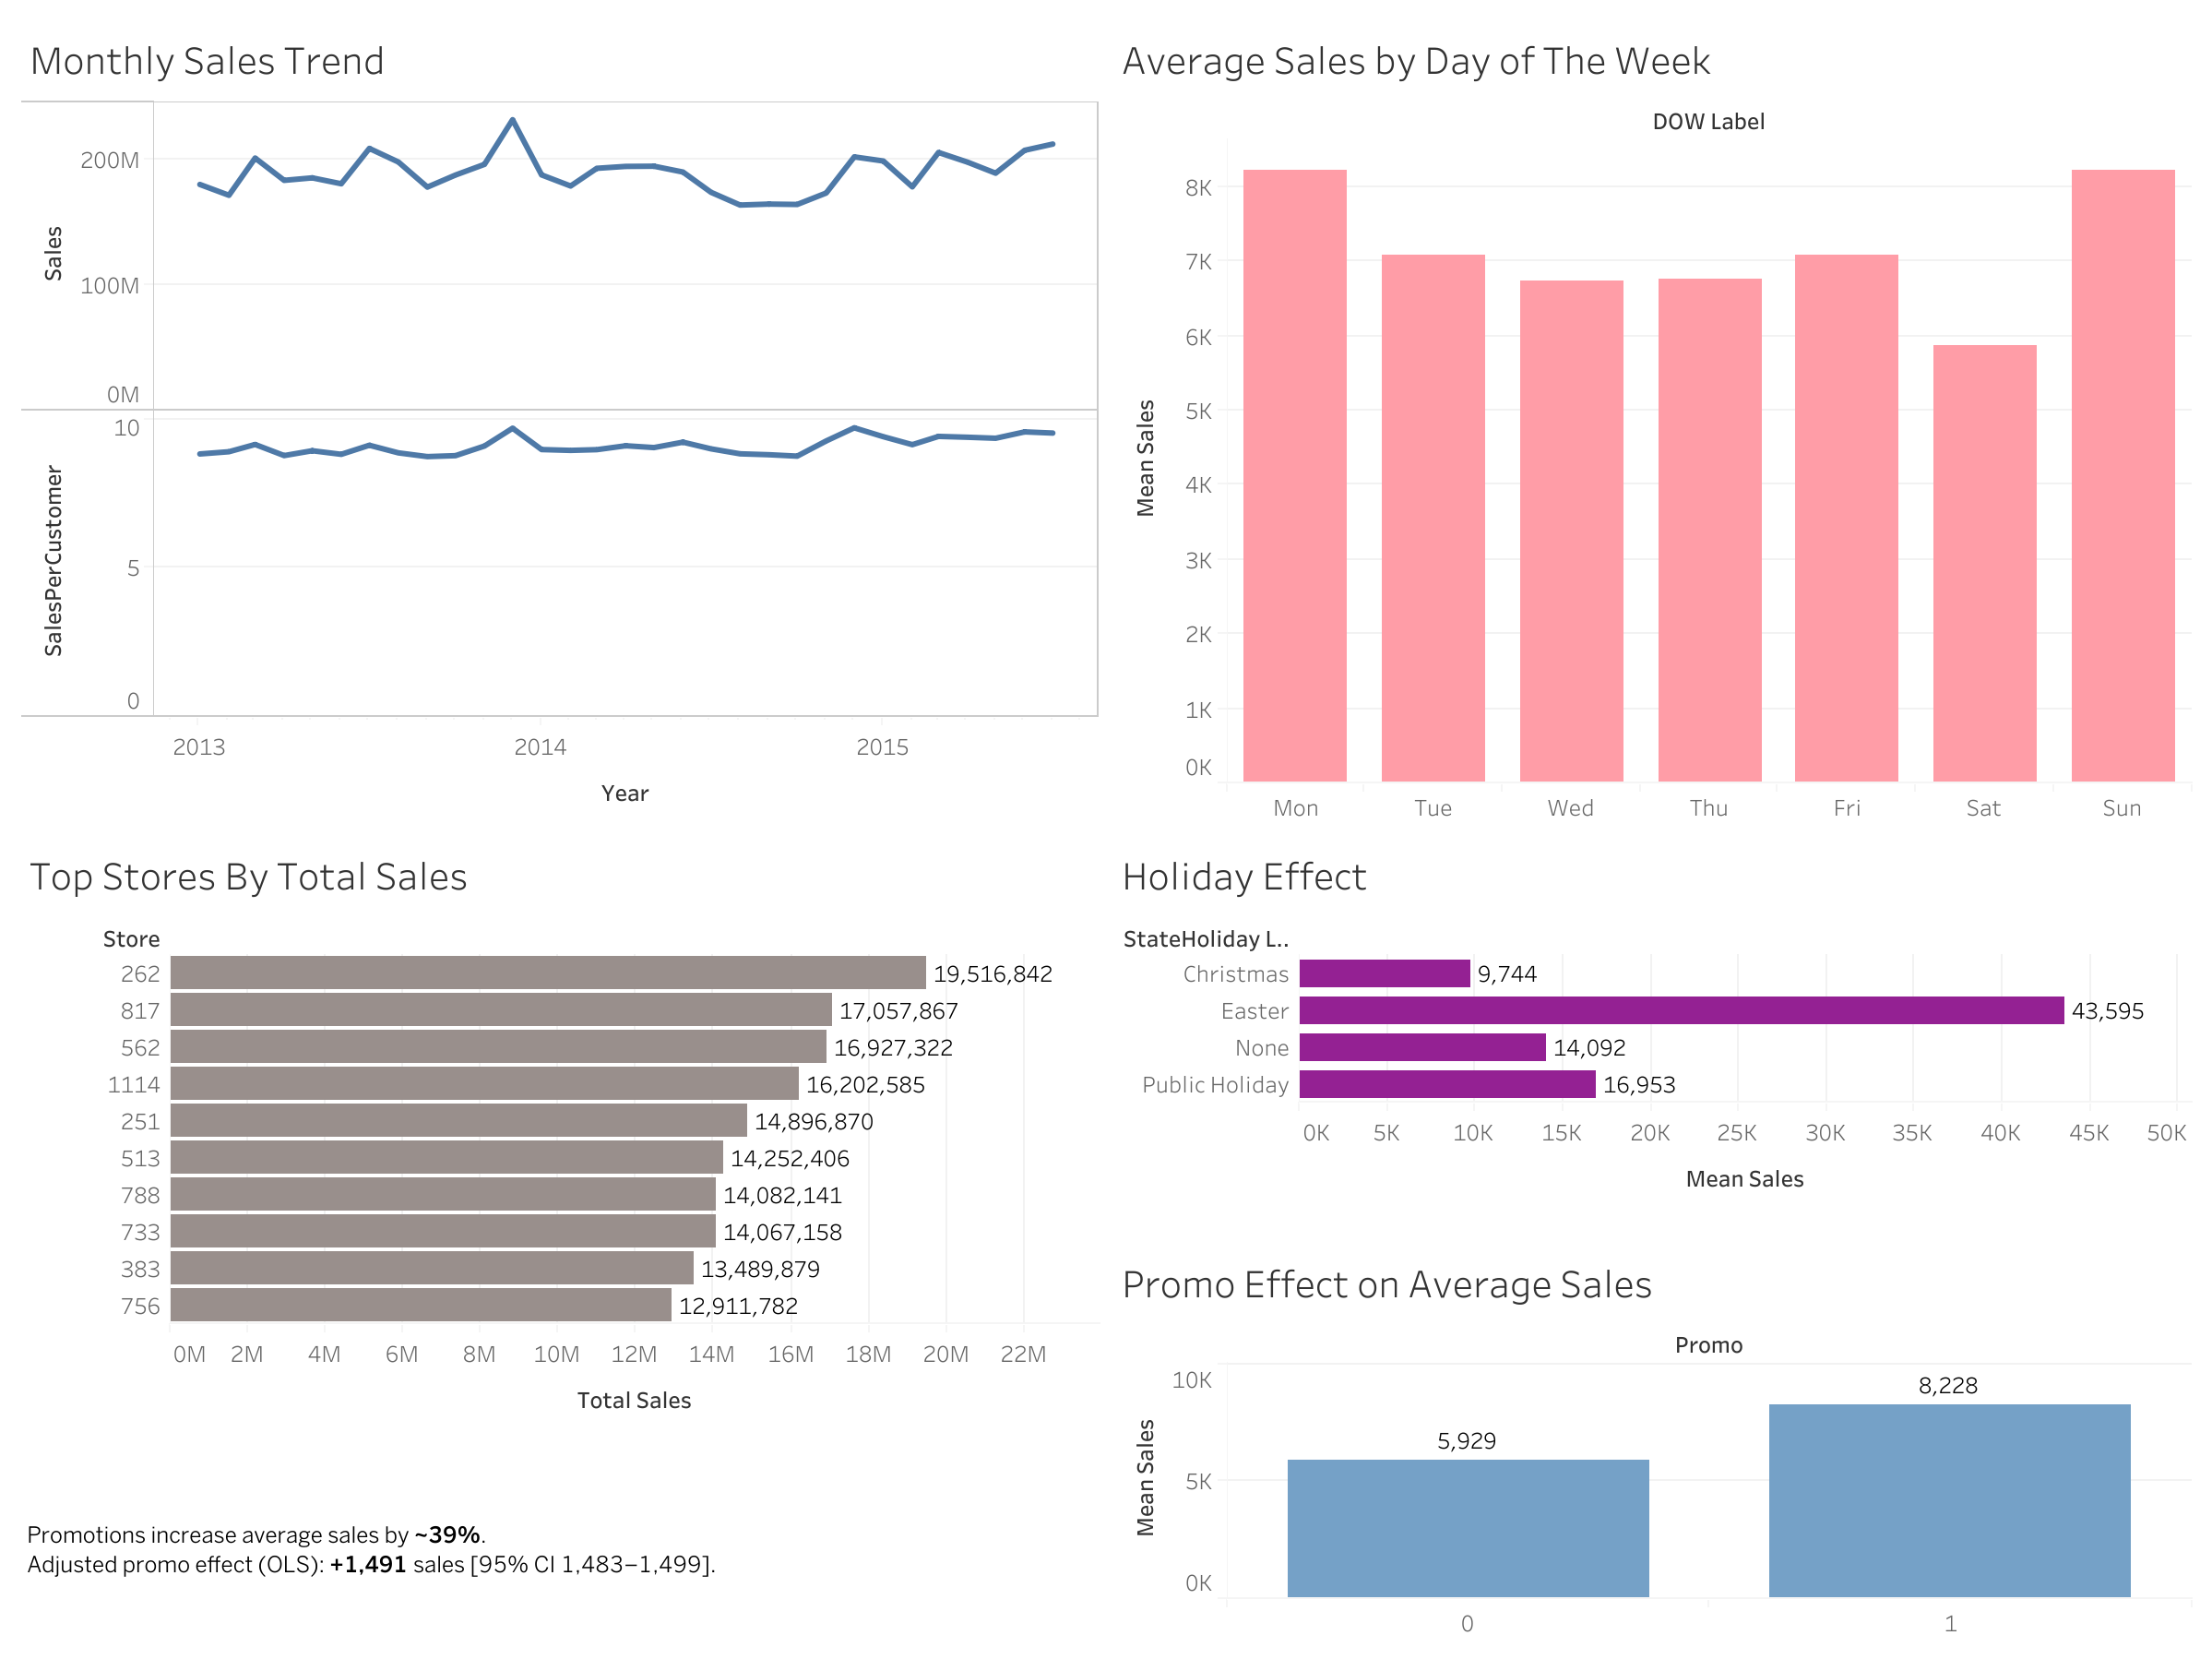 Monthly Sales Trend
Sales
200M
100M
0M
SalesPerCustomer
10
5
0
2013 2014 2015
Year
Average Sales by Day of The Week
DOW Label
Mean Sales
8K
7K
6K
5K
4K
3K
2K
1K
0K
Mon Tue Wed Thu Fri Sat Sun
Top Stores By Total Sales
Store
262 19,516,842
817 17,057,867
562 16,927,322
1114 16,202,585
251 14,896,870
513 14,252,406
788 14,082,141
733 14,067,158
383 13,489,879
756 12,911,782
0M 2M 4M 6M 8M 10M 12M 14M 16M 18M 20M 22M
Total Sales
Holiday Effect
StateHoliday L..
Christmas 9,744
Easter 43,595
None 14,092
Public Holiday 16,953
0K 5K 10K 15K 20K 25K 30K 35K 40K 45K 50K
Mean Sales
Promo Effect on Average Sales
Promo
Mean Sales
10K
5K
0K
5,929
8,228
0 1
Promotions increase average sales by ~39%.
Adjusted promo effect (OLS): +1,491 sales [95% CI 1,483–1,499].